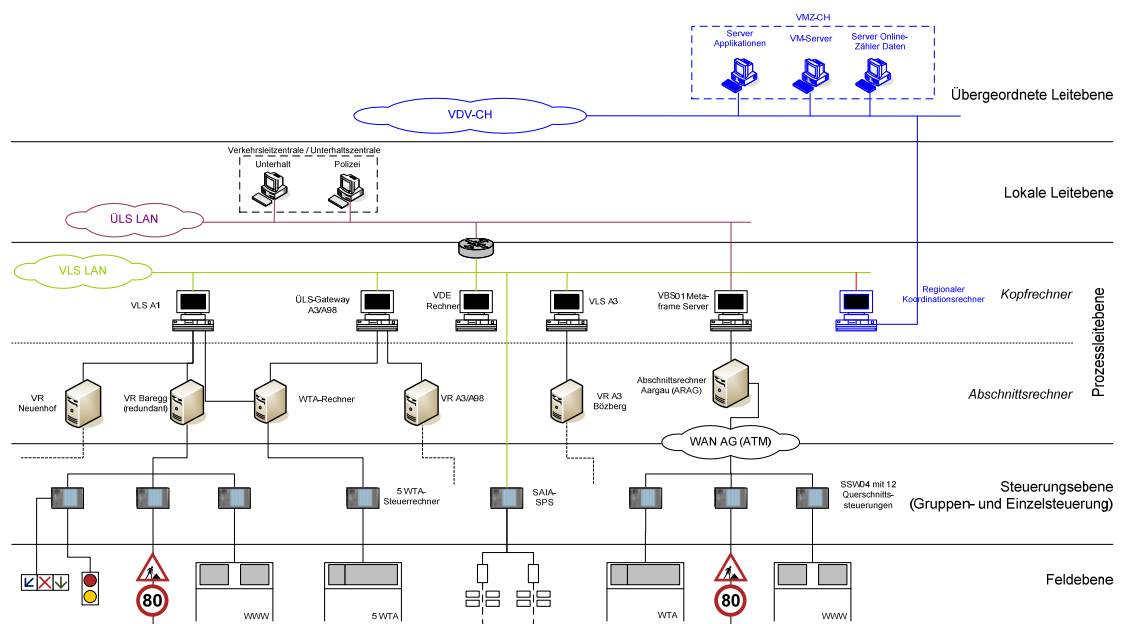 VMZ-CH
Server
Applikationen
VM-Server
Server Online-
Zähler Daten
Übergeordnete Leitebene
VDV-CH
Verkehrsleitzentrale / Unterhaltszentrale
Unterhalt
Polizei
Lokale Leitebene
ÜLS LAN
VLS LAN
VLS A1
ÜLS-Gateway
A3/A98
VDE
Rechner
VLS A3
VBS01 Meta-
frame Server
Regionaler
Koordinationsrechner
Kopfrechner
Prozessleitebene
VR
Neuenhof
VR Baregg
(redundant)
WTA-Rechner
VR A3/A98
VR A3
Bözberg
Abschnittsrechner
Aargau (ARAG)
Abschnittsrechner
WAN AG (ATM)
5 WTA-
Steuerrechner
SAIA-
SPS
SSW04 mit 12
Querschnitts-
steuerungen
Steuerungsebene
(Gruppen- und Einzelsteuerung)
Feldebene
80
WWW
5 WTA
WTA
80
WWW